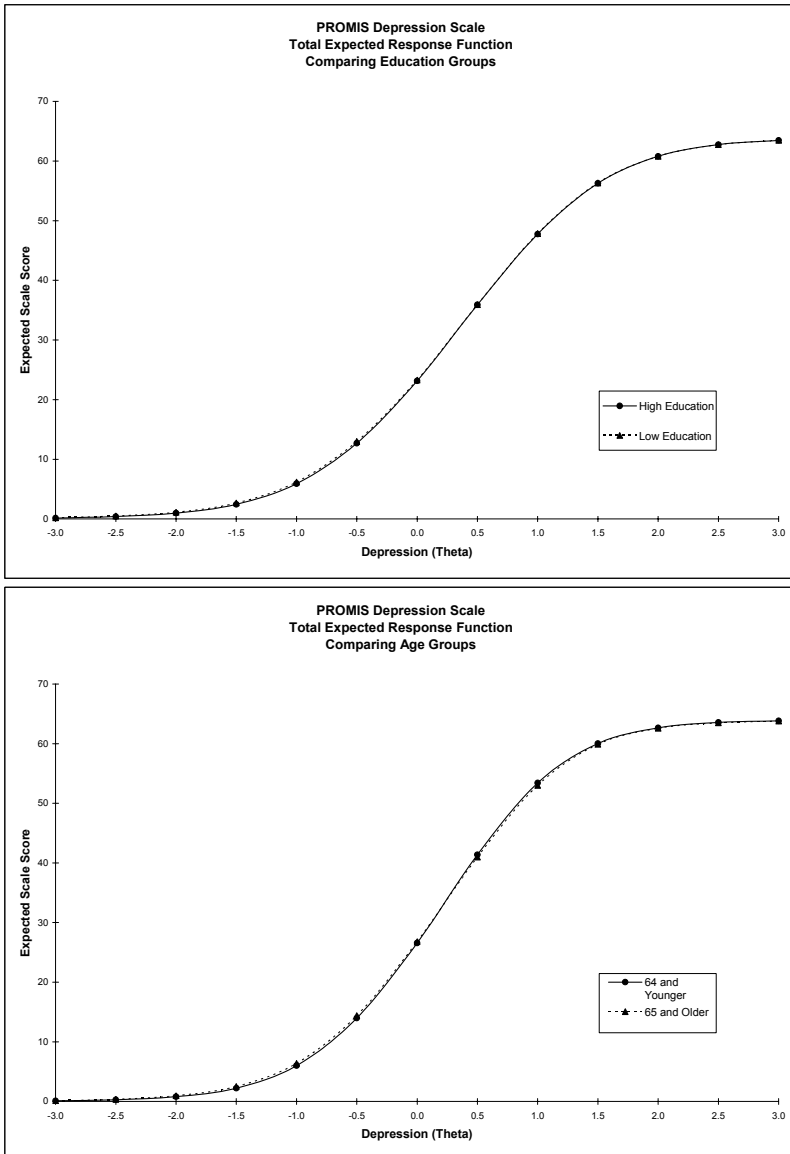 PROMIS Depression Scale
Total Expected Response Function
Comparing Education Groups
70
60
50
40
30
20
10
0
Expected Scale Score
-3.0 -2.5 -2.0 -1.5 -1.0 -0.5 0.0 0.5 1.0 1.5 2.0 2.5 3.0
Depression (Theta)
High Education
Low Education
PROMIS Depression Scale
Total Expected Response Function
Comparing Age Groups
70
60
50
40
30
20
10
0
Expected Scale Score
-3.0 -2.5 -2.0 -1.5 -1.0 -0.5 0.0 0.5 1.0 1.5 2.0 2.5 3.0
Depression (Theta)
64 and
Younger
65 and Older